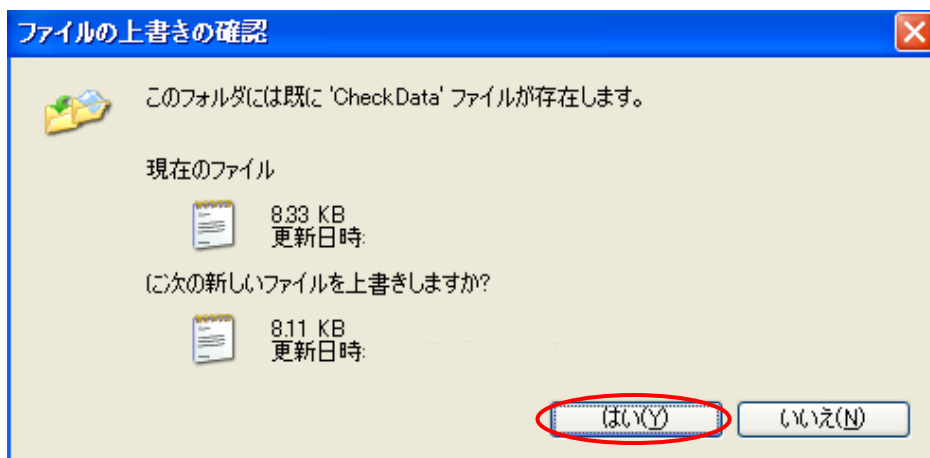 ファイルの上書きの確認
このフォルダには既に 'CheckData' ファイルが存在します。
現在のファイル
8.33 KB
更新日時:
に次の新しいファイルを上書きしますか?
8.11 KB
更新日時:
はい(Y) いいえ(N)